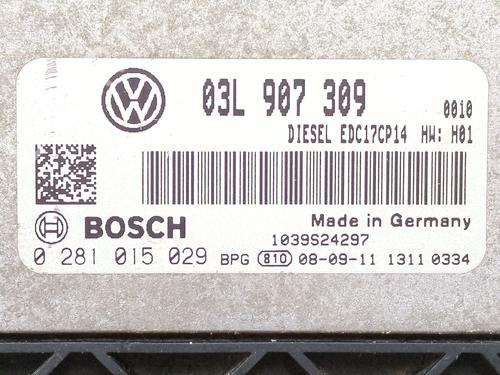 03L 907 309
0010
DIESEL EDC17CP14 HW: H01
BOSCH
Made in Germany
1039S24297
0 281 015 029 BPG 810 08-09-11 1311 0334